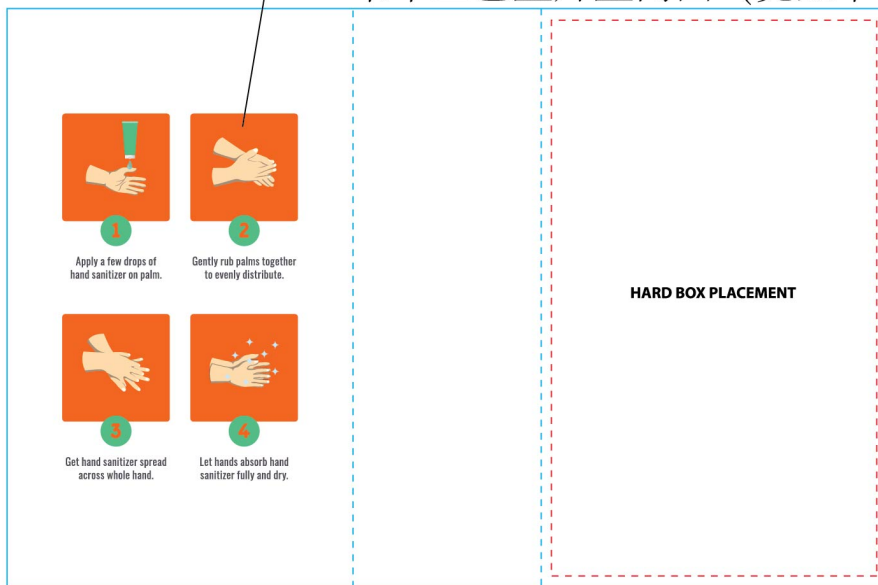 1
Apply a few drops of
hand sanitizer on palm.
2
Gently rub palms together
to evenly distribute.
HARD BOX PLACEMENT
3
Get hand sanitizer spread
across whole hand.
4
Let hands absorb hand
sanitizer fully and dry.